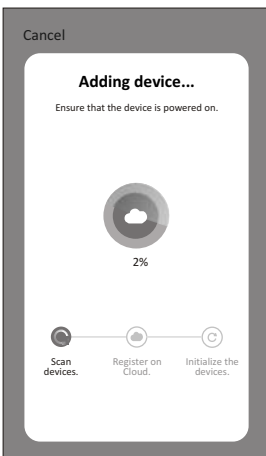 Cancel
Adding device...
Ensure that the device is powered on.
2%
Scan
devices.
Register on
Cloud.
Initialize the
devices.